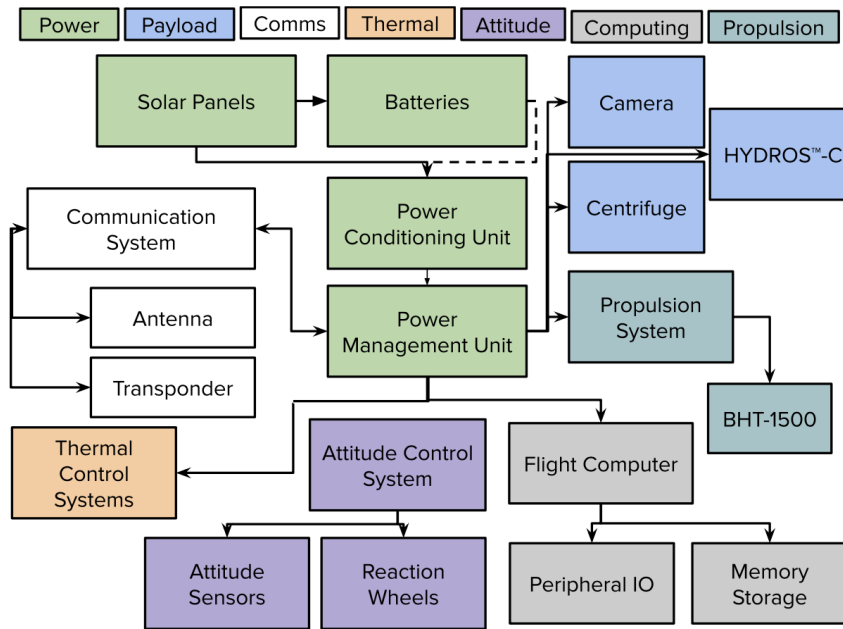 Power
Payload
Comms
Thermal
Attitude
Computing
Propulsion
Solar Panels
Batteries
Camera
HYDROS™-C
Centrifuge
Power
Conditioning Unit
Communication
System
Antenna
Transponder
Power
Management Unit
Propulsion
System
BHT-1500
Thermal
Control
Systems
Attitude Control
System
Flight Computer
Attitude
Sensors
Reaction
Wheels
Peripheral IO
Memory
Storage